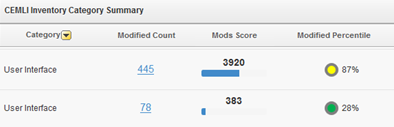 CEMLI Inventory Category Summary
Category Modified Count Mods Score Modified Percentile
User Interface 445 3920 87%
User Interface 78 383 28%